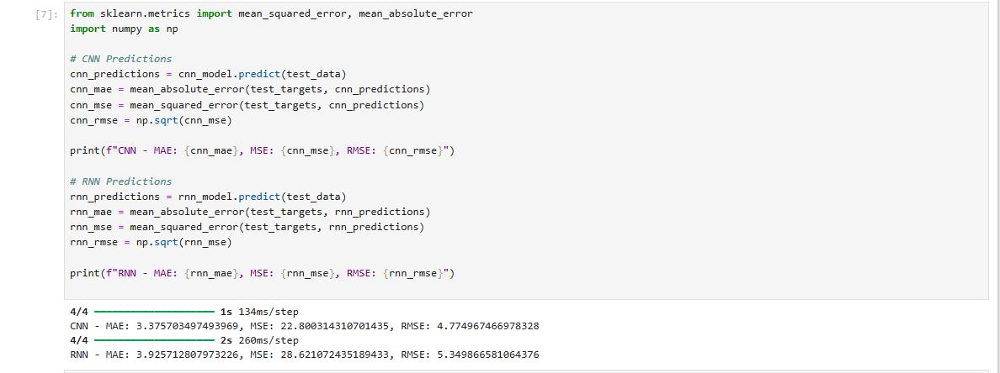 [7]: from sklearn.metrics import mean_squared_error, mean_absolute_error
import numpy as np
# CNN Predictions
cnn_predictions = cnn_model.predict(test_data)
cnn_mae = mean_absolute_error(test_targets, cnn_predictions)
cnn_mse = mean_squared_error(test_targets, cnn_predictions)
cnn_rmse = np.sqrt(cnn_mse)
print(f"CNN - MAE: {cnn_mae}, MSE: {cnn_mse}, RMSE: {cnn_rmse}")
# RNN Predictions
rnn_predictions = rnn_model.predict(test_data)
rnn_mae = mean_absolute_error(test_targets, rnn_predictions)
rnn_mse = mean_squared_error(test_targets, rnn_predictions)
rnn_rmse = np.sqrt(rnn_mse)
print(f"RNN - MAE: {rnn_mae}, MSE: {rnn_mse}, RMSE: {rnn_rmse}")
4/4 ━━━━━━━━━━━━━━━━━━━━ 1s 134ms/step
CNN - MAE: 3.375703497493969, MSE: 22.800314310701435, RMSE: 4.774967466978328
4/4 ━━━━━━━━━━━━━━━━━━━━ 2s 260ms/step
RNN - MAE: 3.925712807973226, MSE: 28.621072435189433, RMSE: 5.349866581064376